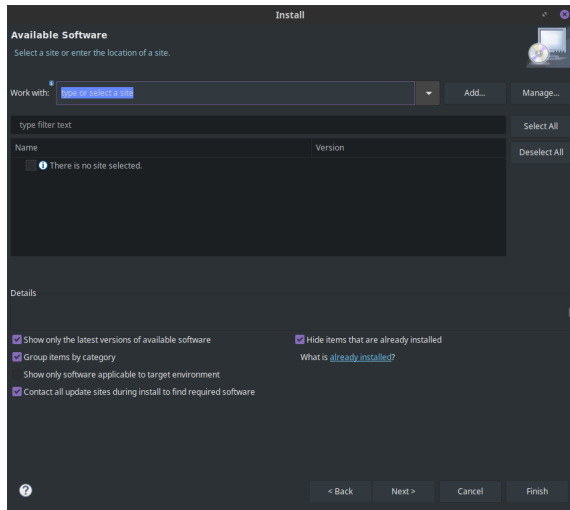 Install
Available Software
Select a site or enter the location of a site.
Work with: type or select a site Add... Manage...
type filter text Select All
Name Version Deselect All
There is no site selected.
Details
Show only the latest versions of available software Hide items that are already installed
Group items by category What is already installed?
Show only software applicable to target environment
Contact all update sites during install to find required software
? < Back Next > Cancel Finish